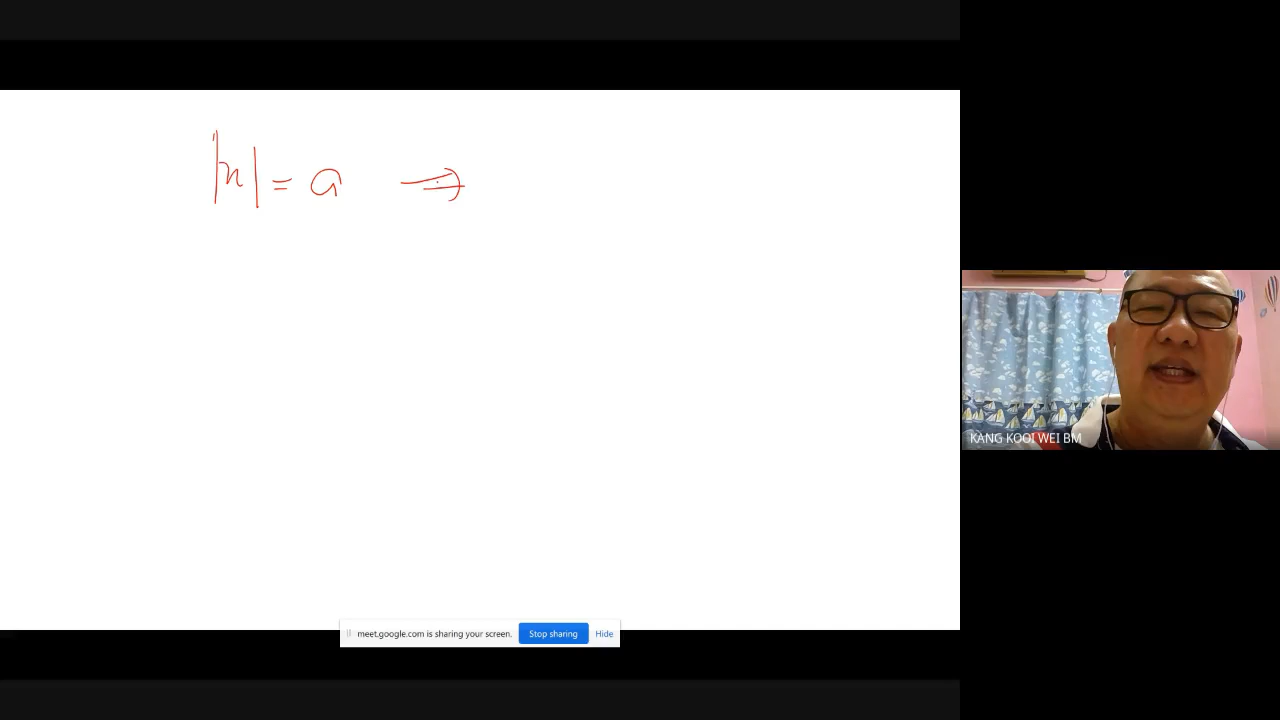 |x| = a ⇒
KANG KOOI WEI BM
meet.google.com is sharing your screen. Stop sharing Hide